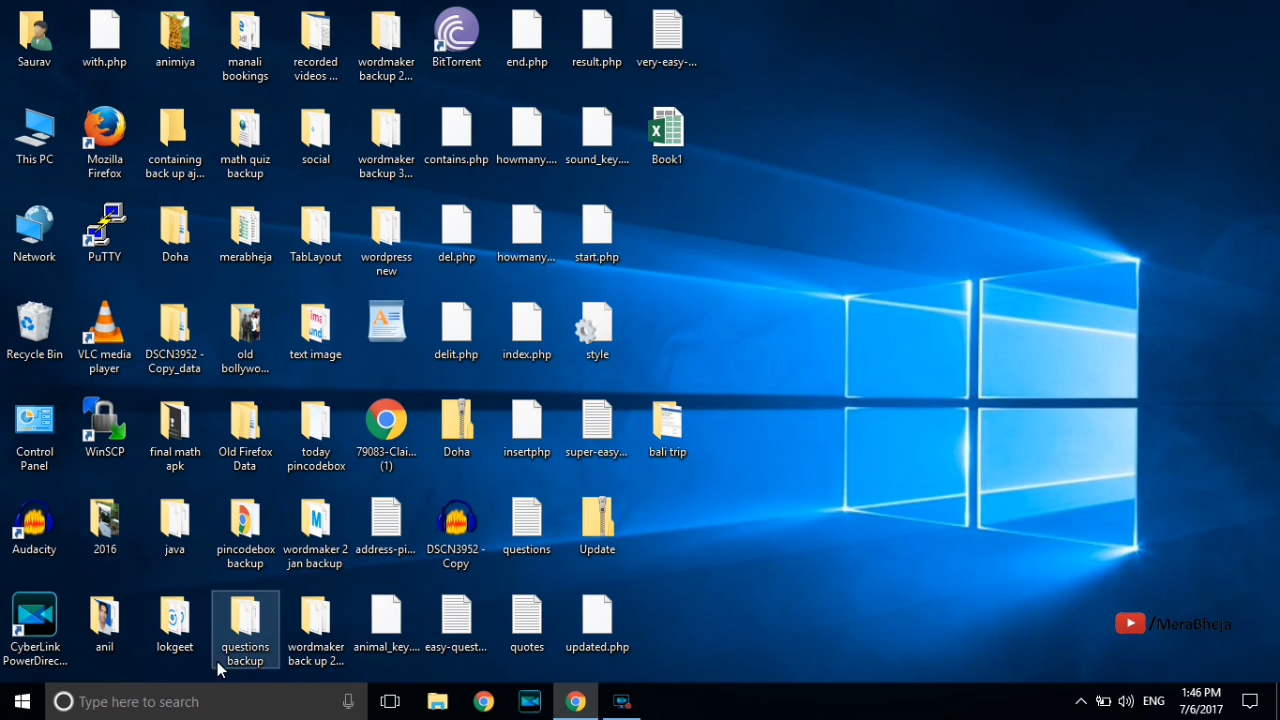 Saurav
with.php
animiya
manali
bookings
recorded
videos ...
wordmaker
backup 2...
BitTorrent
end.php
result.php
very-easy-...
This PC
Mozilla
Firefox
containing
back up aj...
math quiz
backup
social
wordmaker
backup 3...
contains.php
howmany....
sound_key....
Book1
Network
PuTTY
Doha
merabheja
TabLayout
wordpress
new
del.php
howmany...
start.php
Recycle Bin
VLC media
player
DSCN3952 -
Copy_data
old
bollywo...
text image
delit.php
index.php
style
Control
Panel
WinSCP
final math
apk
Old Firefox
Data
today
pincodebox
79083-Clai...
(1)
Doha
insertphp
super-easy...
bali trip
Audacity
2016
java
pincodebox
backup
wordmaker 2
jan backup
address-pi...
DSCN3952 -
Copy
questions
Update
CyberLink
PowerDirec...
anil
lokgeet
questions
backup
wordmaker
back up 2...
animal_key....
easy-quest...
quotes
updated.php
/MeraBheja
Type here to search
ENG
1:46 PM
7/6/2017